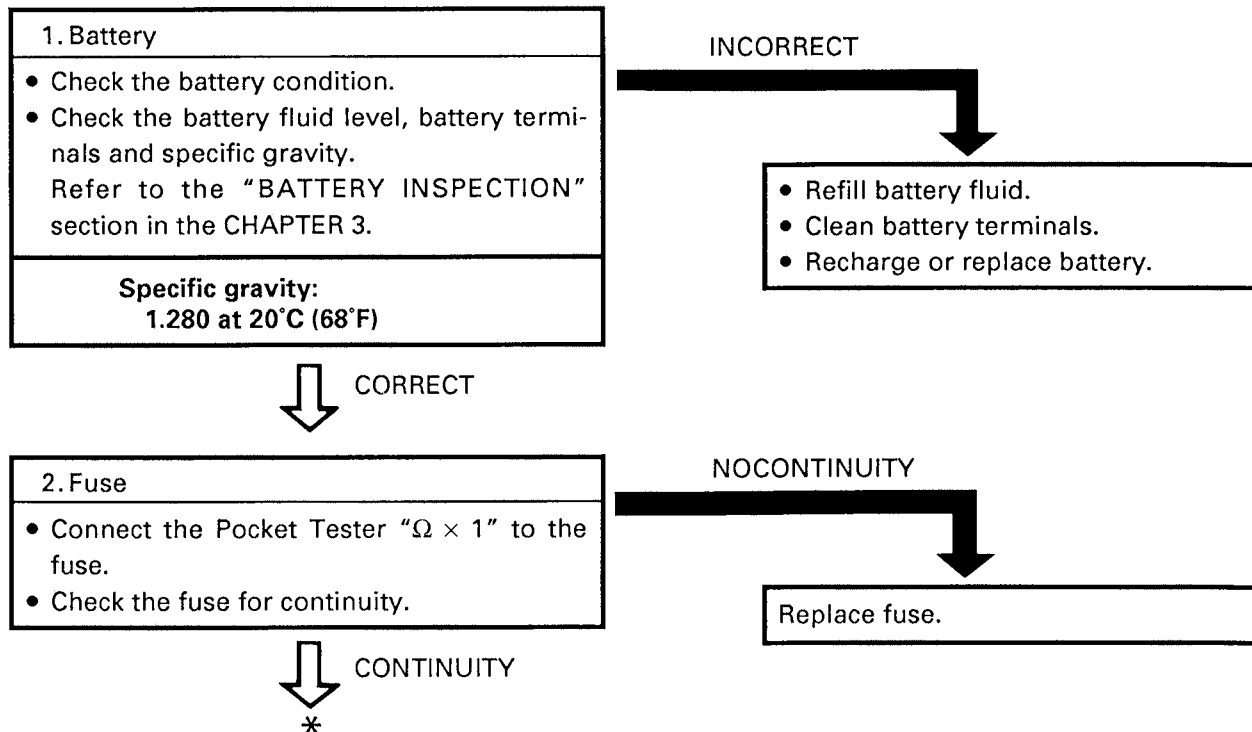 1. Battery
• Check the battery condition.
• Check the battery fluid level, battery termi-
nals and specific gravity.
Refer to the “BATTERY INSPECTION”
section in the CHAPTER 3.
Specific gravity:
1.280 at 20°C (68°F)
INCORRECT
• Refill battery fluid.
• Clean battery terminals.
• Recharge or replace battery.
CORRECT
2. Fuse
• Connect the Pocket Tester “Ω × 1” to the
fuse.
• Check the fuse for continuity.
NOCONTINUITY
Replace fuse.
CONTINUITY
*